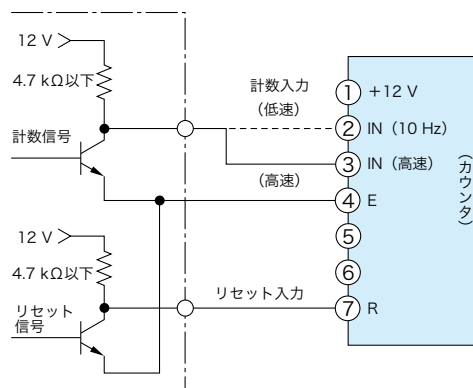 12 V
4.7 kΩ以下
計数信号
12 V
4.7 kΩ以下
リセット
信号
計数入力
(低速)
(高速)
リセット入力
① +12 V
② IN (10 Hz)
③ IN (高速)
④ E
⑤
⑥
⑦ R
(カウンタ)